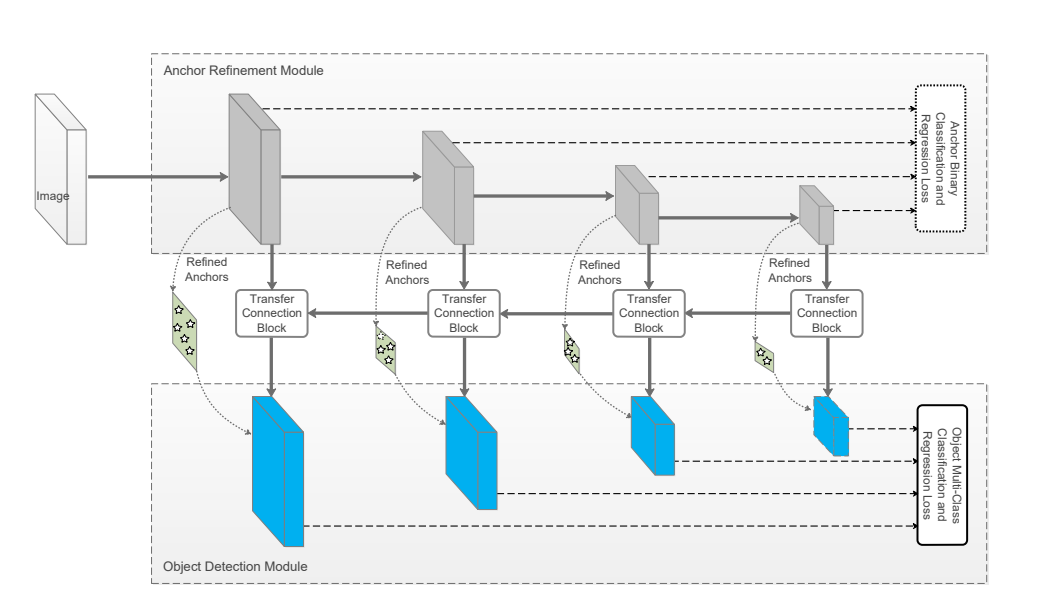 Anchor Refinement Module
Anchor Binary
Classification and
Regression Loss
Image
Refined
Anchors
Refined
Anchors
Refined
Anchors
Refined
Anchors
Transfer
Connection
Block
Transfer
Connection
Block
Transfer
Connection
Block
Transfer
Connection
Block
Object Multi-Class
Classification and
Regression Loss
Object Detection Module